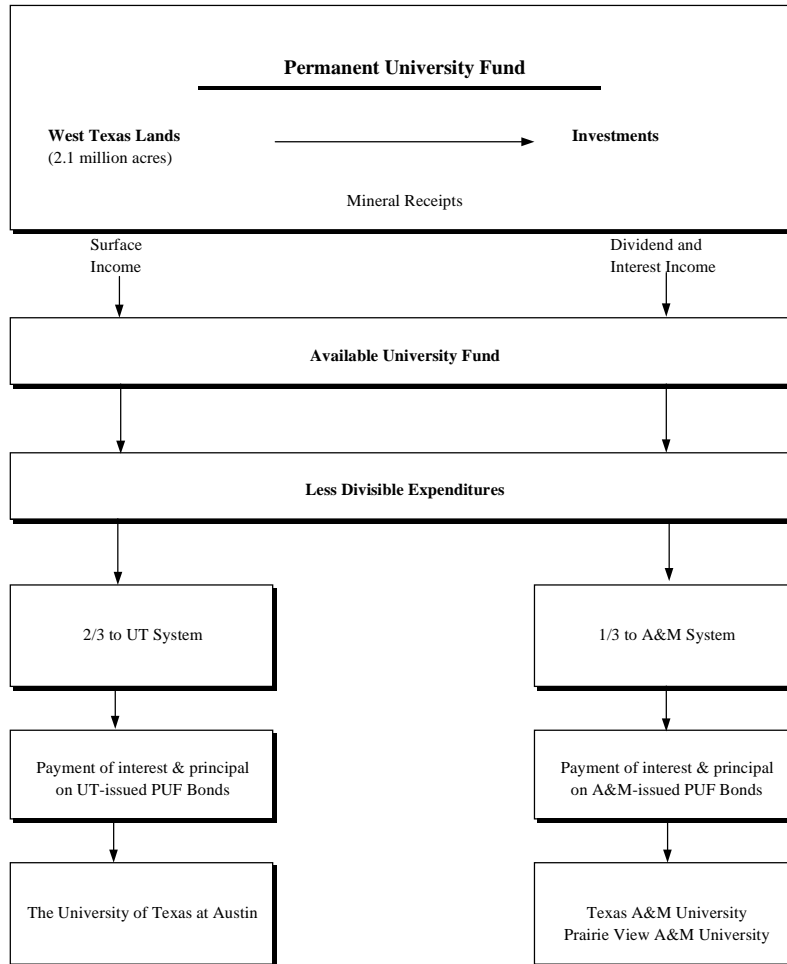 Permanent University Fund
West Texas Lands
(2.1 million acres)
Investments
Mineral Receipts
Surface
Income
Dividend and
Interest Income
Available University Fund
Less Divisible Expenditures
2/3 to UT System
1/3 to A&M System
Payment of interest & principal
on UT-issued PUF Bonds
Payment of interest & principal
on A&M-issued PUF Bonds
The University of Texas at Austin
Texas A&M University
Prairie View A&M University